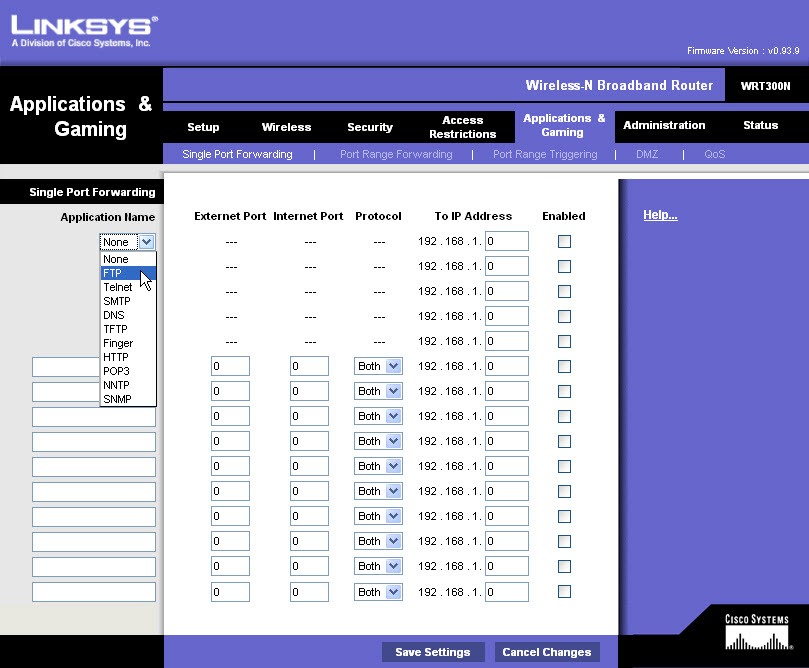 LINKSYS®
A Division of Cisco Systems, Inc.
Firmware Version : v0.93.9
Wireless-N Broadband Router WRT300N
Applications & Gaming
Setup Wireless Security Access Restrictions Applications & Gaming Administration Status
Single Port Forwarding | Port Range Forwarding | Port Range Triggering | DMZ | QoS
Single Port Forwarding
Application Name
Externet Port Internet Port Protocol To IP Address Enabled
Help...
None
None
FTP
Telnet
SMTP
DNS
TFTP
Finger
HTTP
POP3
NNTP
SNMP
--- --- --- 192 . 168 . 1. 0
--- --- --- 192 . 168 . 1. 0
--- --- --- 192 . 168 . 1. 0
--- --- --- 192 . 168 . 1. 0
--- --- --- 192 . 168 . 1. 0
0 0 Both 192 . 168 . 1. 0
0 0 Both 192 . 168 . 1. 0
0 0 Both 192 . 168 . 1. 0
0 0 Both 192 . 168 . 1. 0
0 0 Both 192 . 168 . 1. 0
0 0 Both 192 . 168 . 1. 0
0 0 Both 192 . 168 . 1. 0
0 0 Both 192 . 168 . 1. 0
0 0 Both 192 . 168 . 1. 0
0 0 Both 192 . 168 . 1. 0
Save Settings Cancel Changes
CISCO SYSTEMS